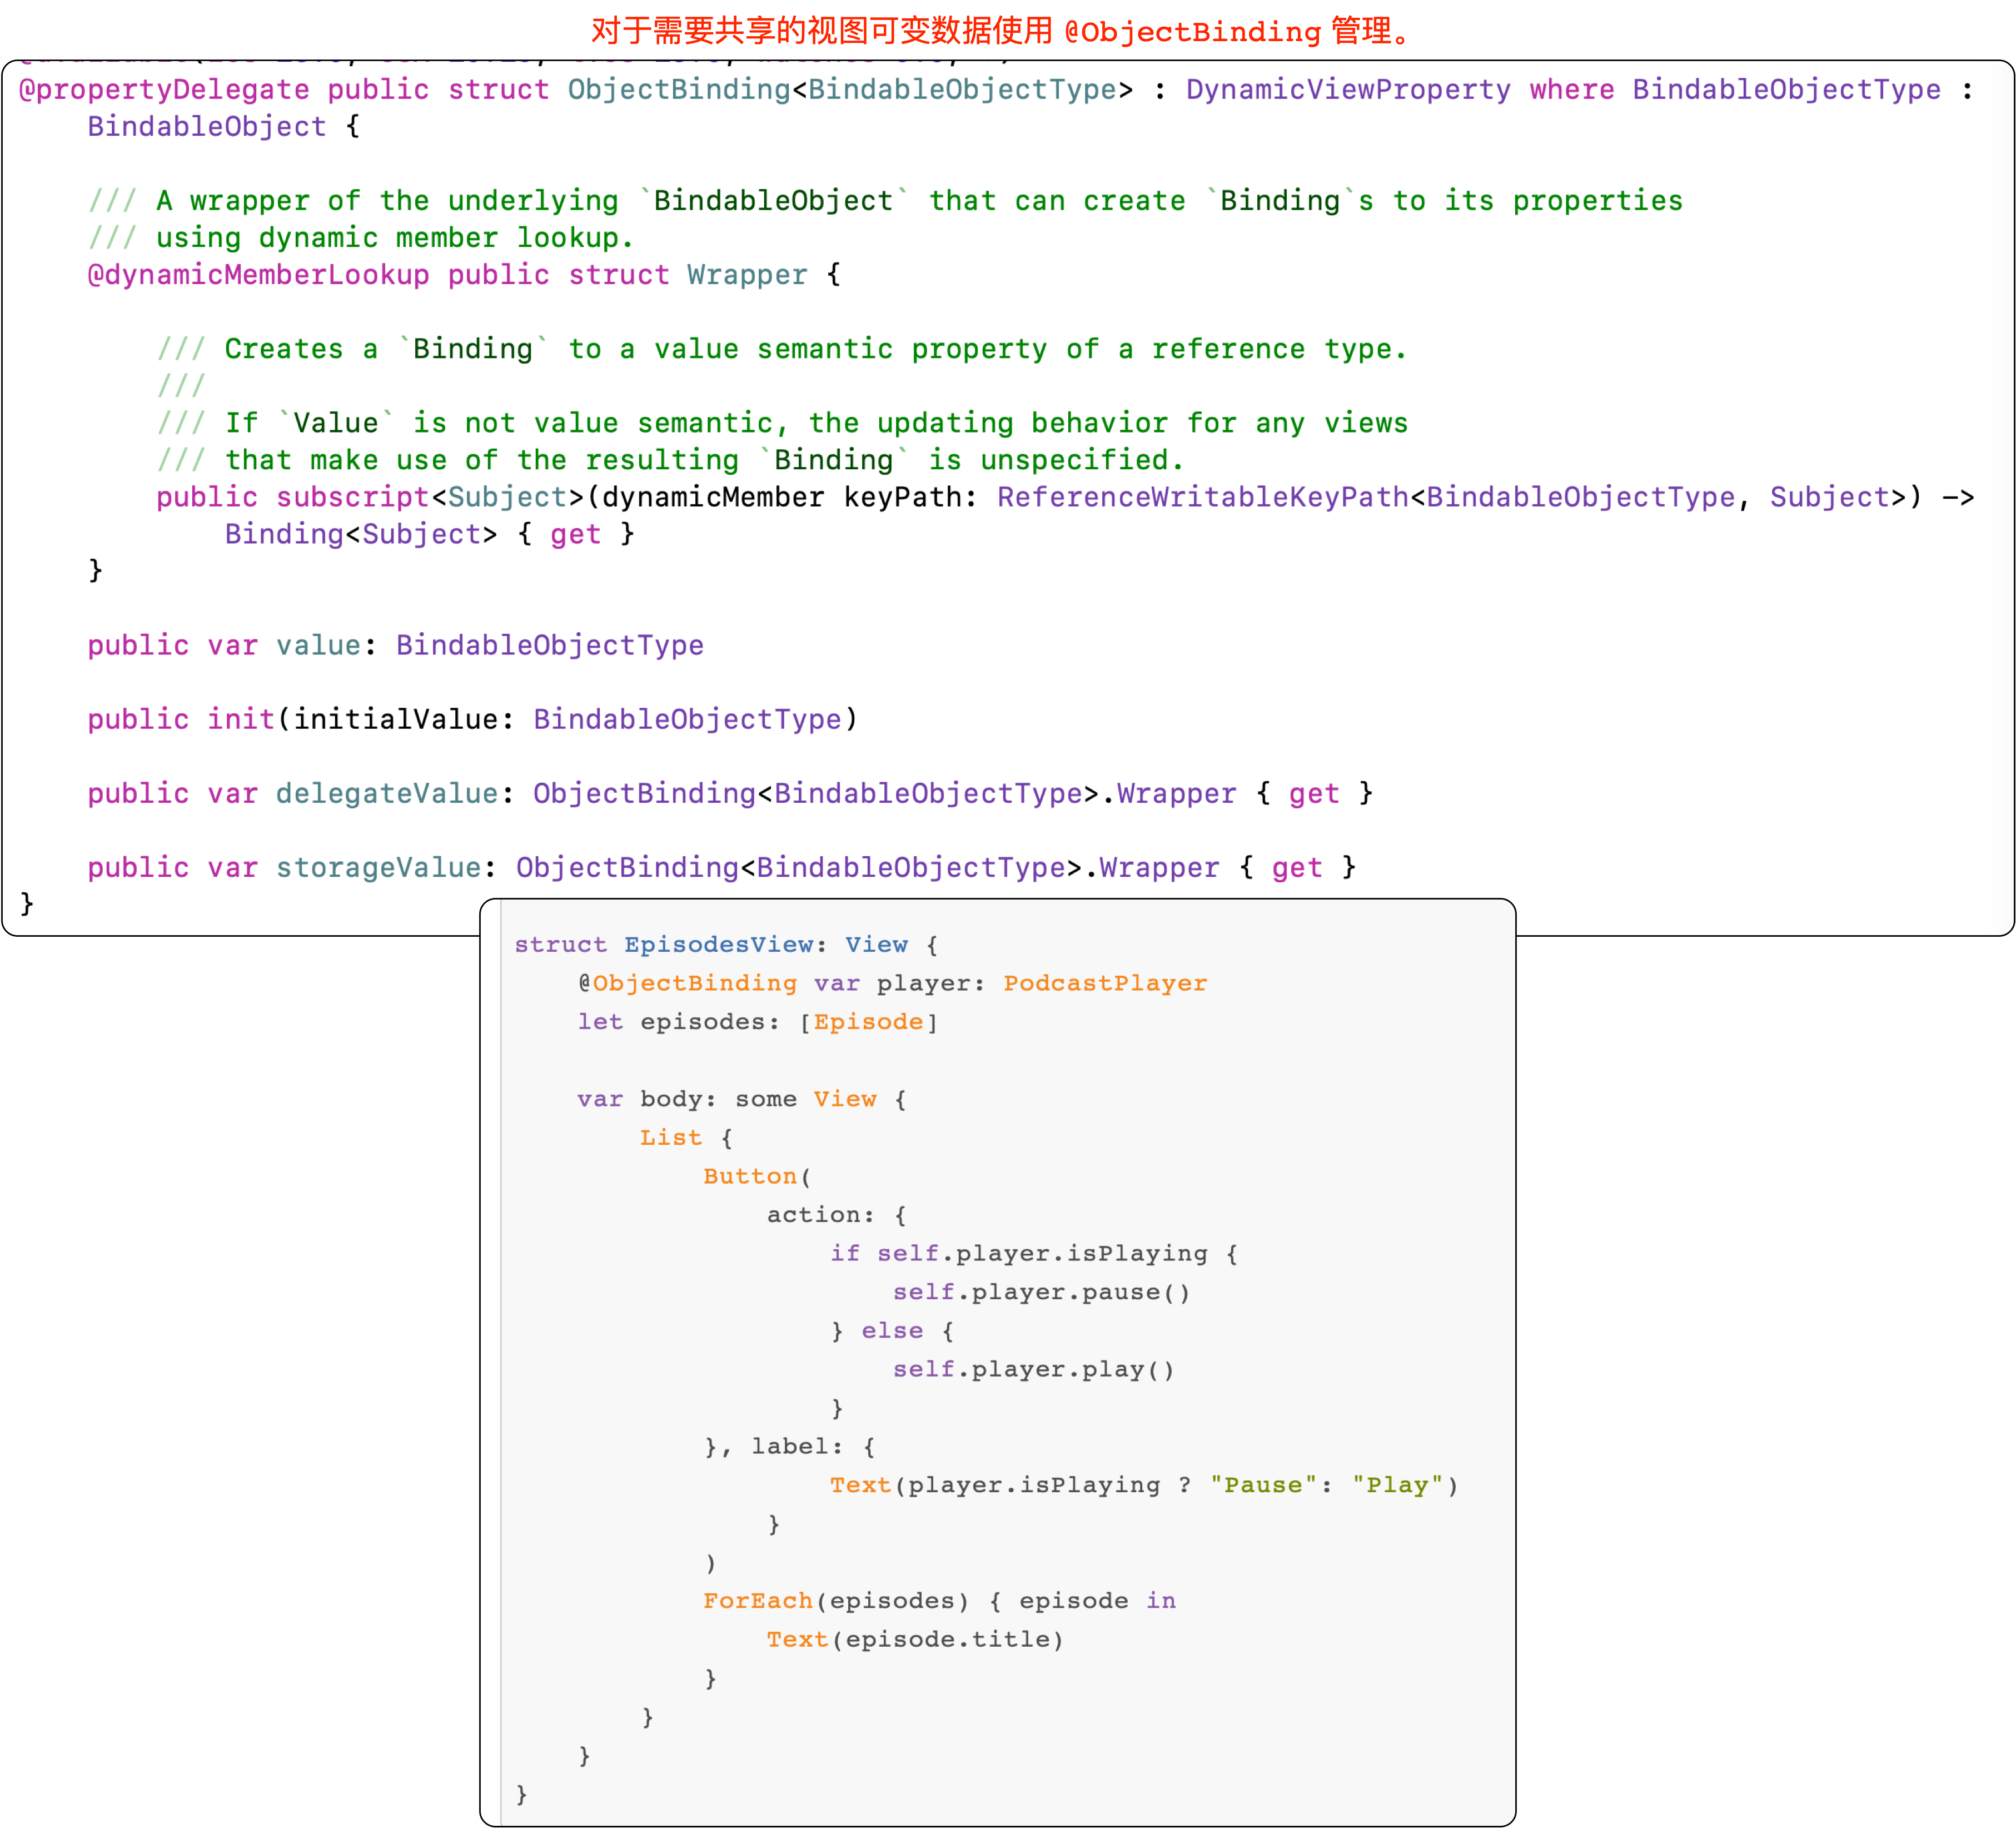 对于需要共享的视图可变数据使用 @ObjectBinding 管理。
@propertyDelegate public struct ObjectBinding<BindableObjectType> : DynamicViewProperty where BindableObjectType :
    BindableObject {
    /// A wrapper of the underlying `BindableObject` that can create `Binding`s to its properties
    /// using dynamic member lookup.
    @dynamicMemberLookup public struct Wrapper {
        /// Creates a `Binding` to a value semantic property of a reference type.
        ///
        /// If `Value` is not value semantic, the updating behavior for any views
        /// that make use of the resulting `Binding` is unspecified.
        public subscript<Subject>(dynamicMember keyPath: ReferenceWritableKeyPath<BindableObjectType, Subject>) ->
            Binding<Subject> { get }
    }
    public var value: BindableObjectType
    public init(initialValue: BindableObjectType)
    public var delegateValue: ObjectBinding<BindableObjectType>.Wrapper { get }
    public var storageValue: ObjectBinding<BindableObjectType>.Wrapper { get }
}
struct EpisodesView: View {
    @ObjectBinding var player: PodcastPlayer
    let episodes: [Episode]
    var body: some View {
        List {
            Button(
                action: {
                    if self.player.isPlaying {
                        self.player.pause()
                    } else {
                        self.player.play()
                    }
            }, label: {
                    Text(player.isPlaying ? "Pause": "Play")
                }
            )
            ForEach(episodes) { episode in
                Text(episode.title)
            }
        }
    }
}